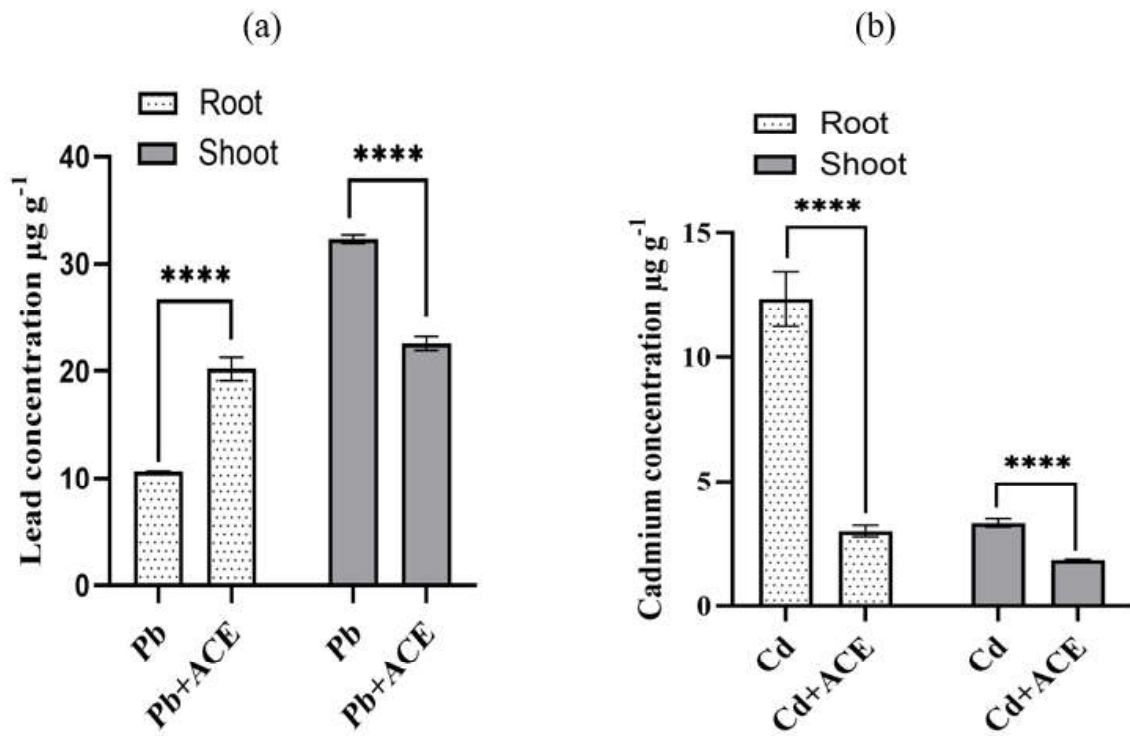 (a)
Root
Shoot
Lead concentration µg g⁻¹
40
30
20
10
0
****
****
Pb
Pb+ACE
Pb
Pb+ACE
(b)
Root
Shoot
Cadmium concentration µg g⁻¹
15
10
5
0
****
****
Cd
Cd+ACE
Cd
Cd+ACE